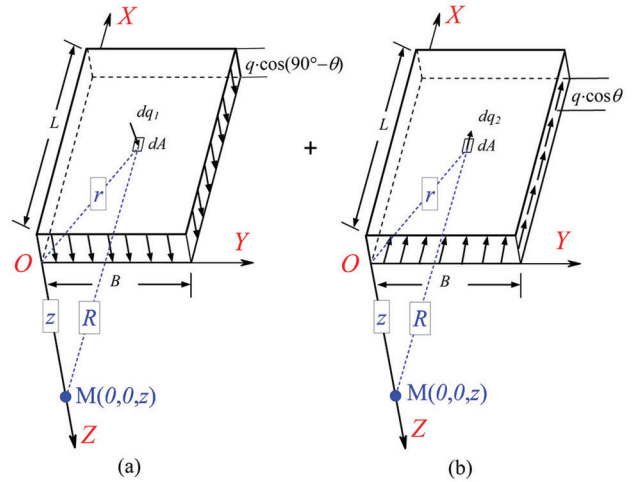 X
q·cos(90°−θ)
L
dq₁
dA
r
Y
O
B
z
R
M(0,0,z)
Z
(a)
+
X
q·cosθ
L
dq₂
dA
r
Y
O
B
z
R
M(0,0,z)
Z
(b)